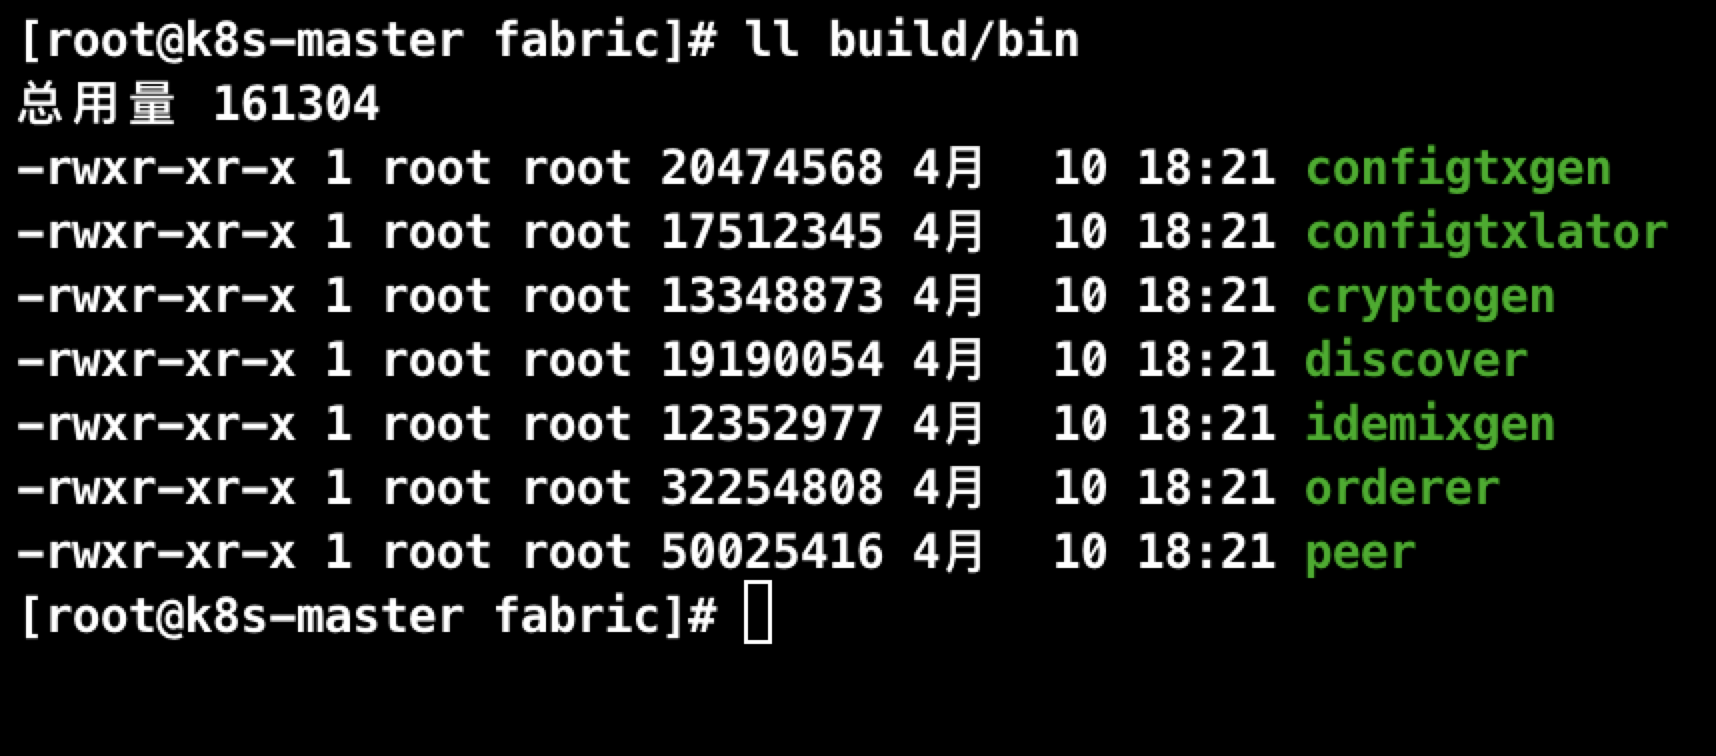 [root@k8s-master fabric]# ll build/bin
总用量 161304
-rwxr-xr-x 1 root root 20474568 4月  10 18:21 configtxgen
-rwxr-xr-x 1 root root 17512345 4月  10 18:21 configtxlator
-rwxr-xr-x 1 root root 13348873 4月  10 18:21 cryptogen
-rwxr-xr-x 1 root root 19190054 4月  10 18:21 discover
-rwxr-xr-x 1 root root 12352977 4月  10 18:21 idemixgen
-rwxr-xr-x 1 root root 32254808 4月  10 18:21 orderer
-rwxr-xr-x 1 root root 50025416 4月  10 18:21 peer
[root@k8s-master fabric]#